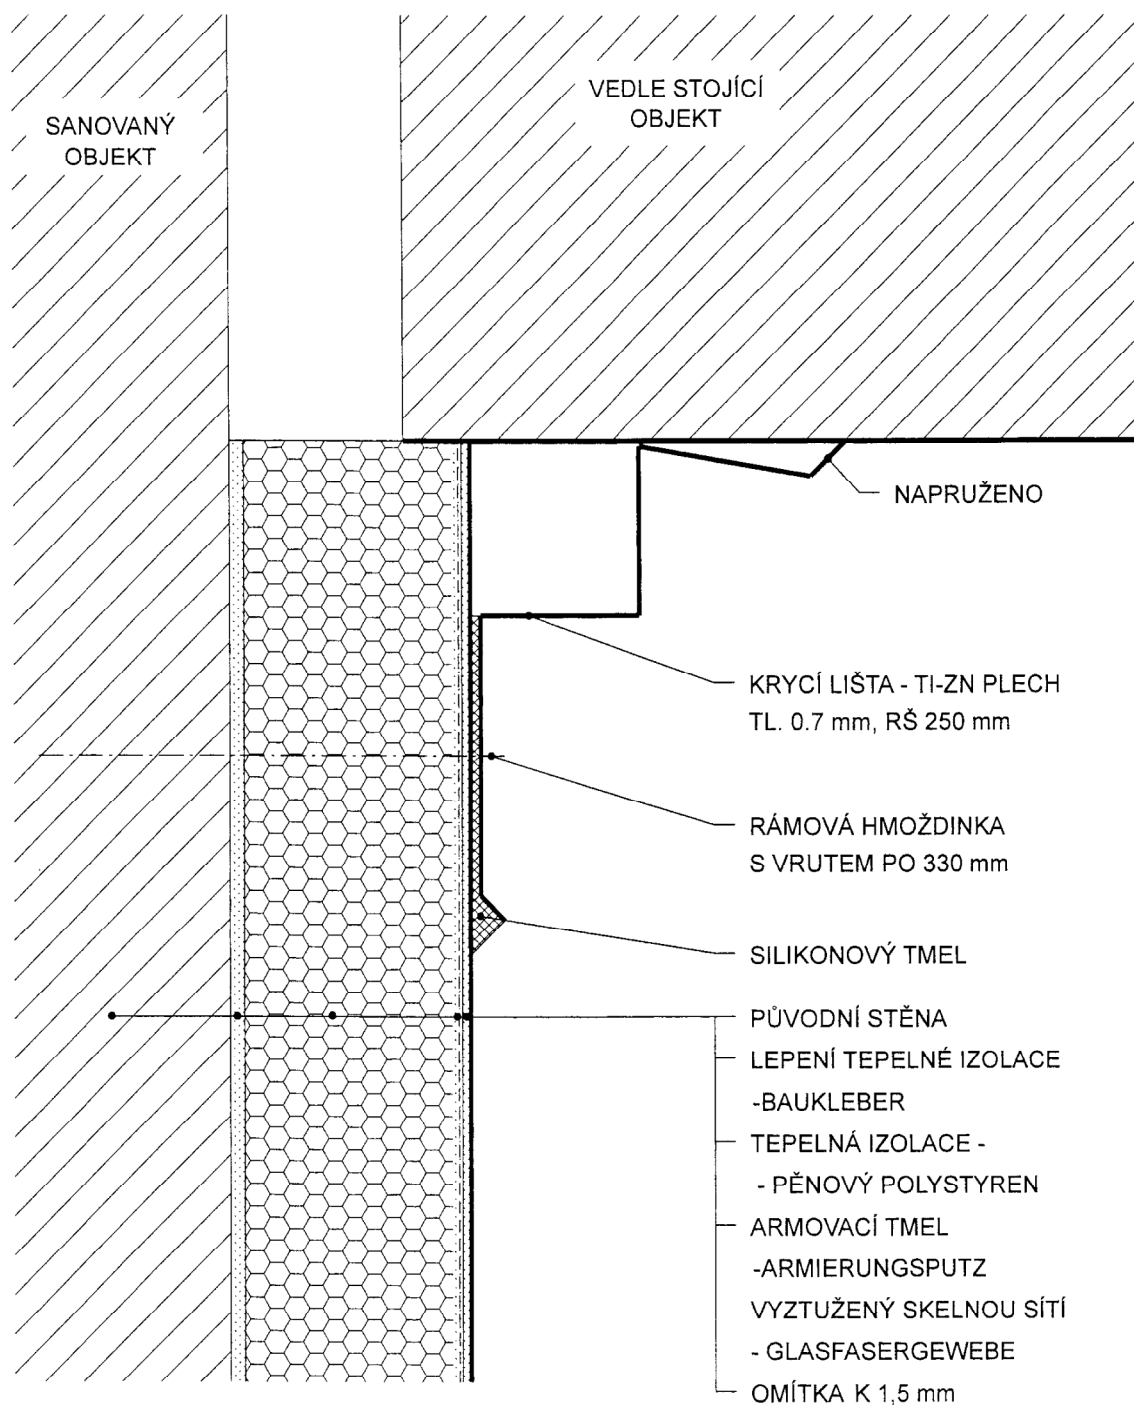 SANOVANÝ
OBJEKT
VEDLE STOJÍCÍ
OBJEKT
NAPRUŽENO
KRYCÍ LIŠTA - TI-ZN PLECH
TL. 0.7 mm, RŠ 250 mm
RÁMOVÁ HMOŽDINKA
S VRUTEM PO 330 mm
SILIKONOVÝ TMEL
PŮVODNÍ STĚNA
LEPENÍ TEPELNÉ IZOLACE
-BAUKLEBER
TEPELNÁ IZOLACE -
- PĚNOVÝ POLYSTYREN
ARMOVACÍ TMEL
-ARMIERUNGSPUTZ
VYZTUŽENÝ SKELNOU SÍTÍ
- GLASFASERGEWEBE
OMÍTKA K 1,5 mm